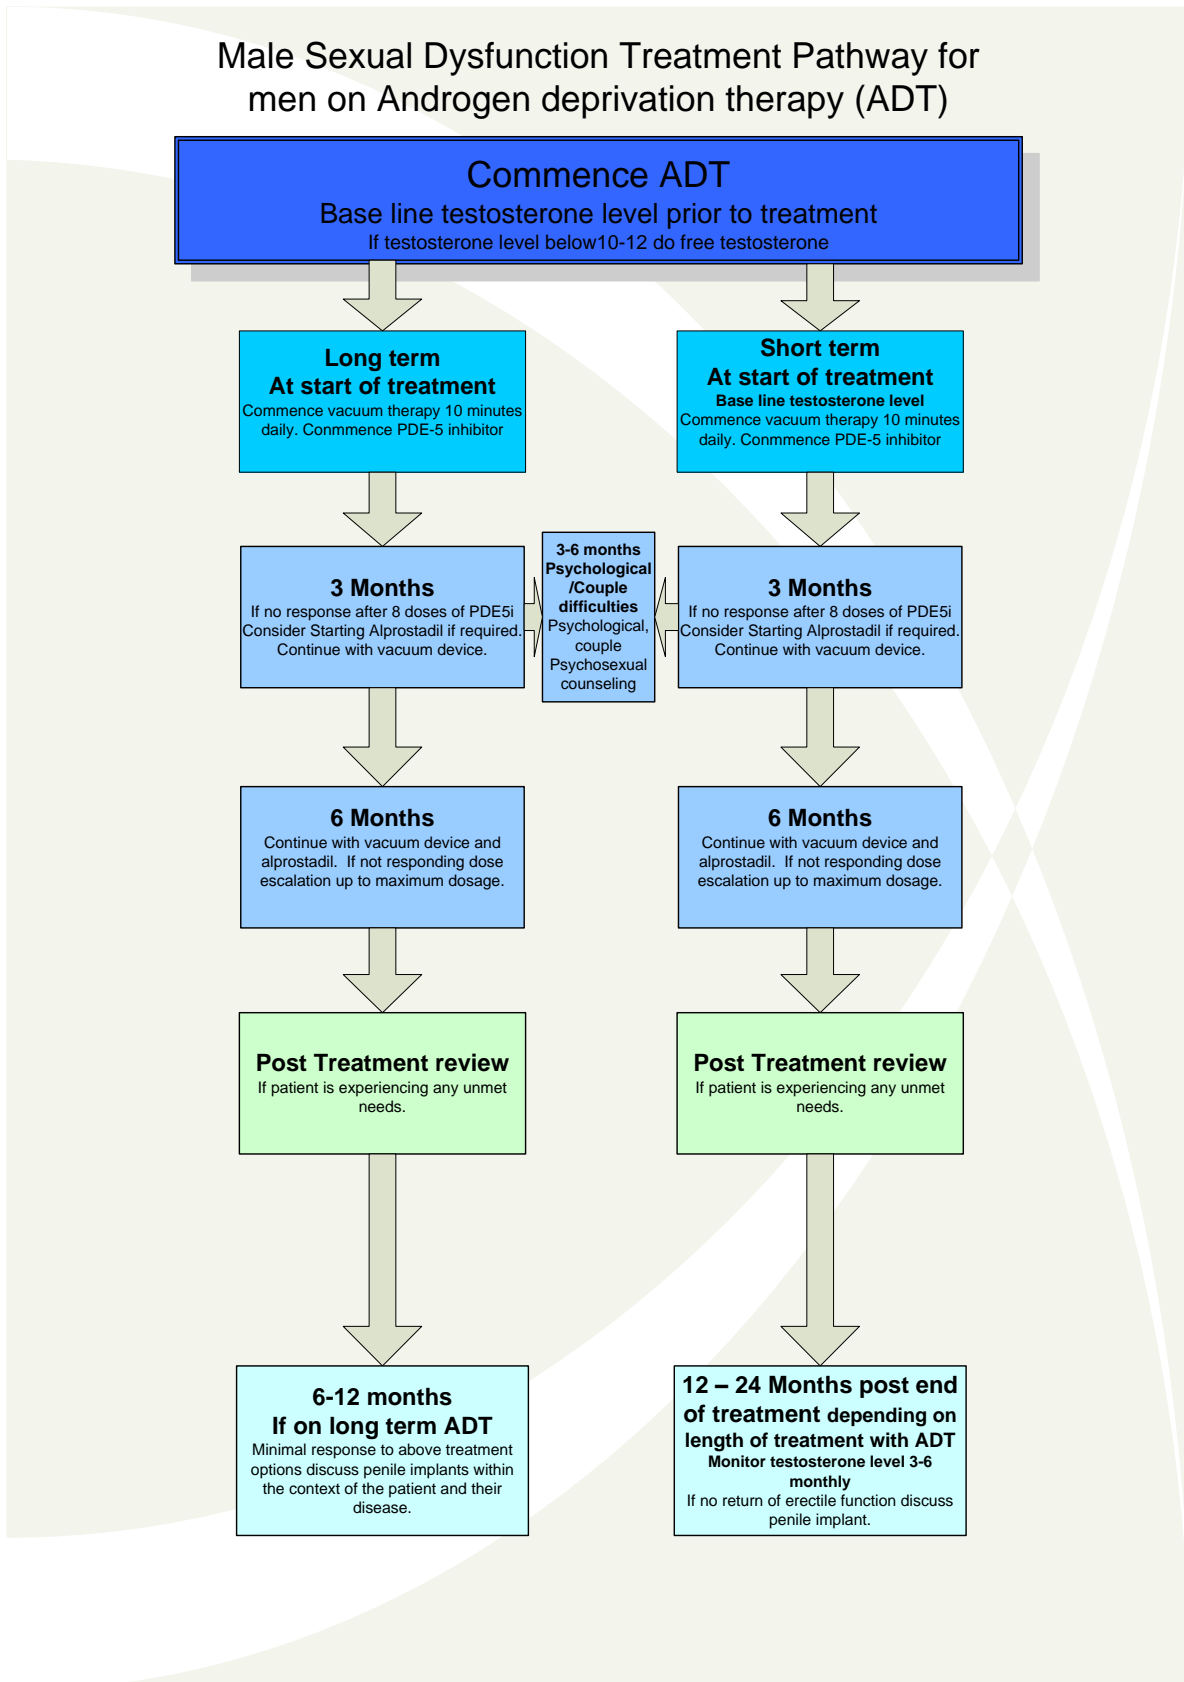 Male Sexual Dysfunction Treatment Pathway for
men on Androgen deprivation therapy (ADT)
Commence ADT
Base line testosterone level prior to treatment
If testosterone level below10-12 do free testosterone
Long term
At start of treatment
Commence vacuum therapy 10 minutes
daily. Conmmence PDE-5 inhibitor
Short term
At start of treatment
Base line testosterone level
Commence vacuum therapy 10 minutes
daily. Conmmence PDE-5 inhibitor
3 Months
If no response after 8 doses of PDE5i
Consider Starting Alprostadil if required.
Continue with vacuum device.
3-6 months
Psychological
/Couple
difficulties
Psychological,
couple
Psychosexual
counseling
3 Months
If no response after 8 doses of PDE5i
Consider Starting Alprostadil if required.
Continue with vacuum device.
6 Months
Continue with vacuum device and
alprostadil.  If not responding dose
escalation up to maximum dosage.
6 Months
Continue with vacuum device and
alprostadil.  If not responding dose
escalation up to maximum dosage.
Post Treatment review
If patient is experiencing any unmet
needs.
Post Treatment review
If patient is experiencing any unmet
needs.
6-12 months
If on long term ADT
Minimal response to above treatment
options discuss penile implants within
the context of the patient and their
disease.
12 – 24 Months post end
of treatment depending on
length of treatment with ADT
Monitor testosterone level 3-6
monthly
If no return of erectile function discuss
penile implant.